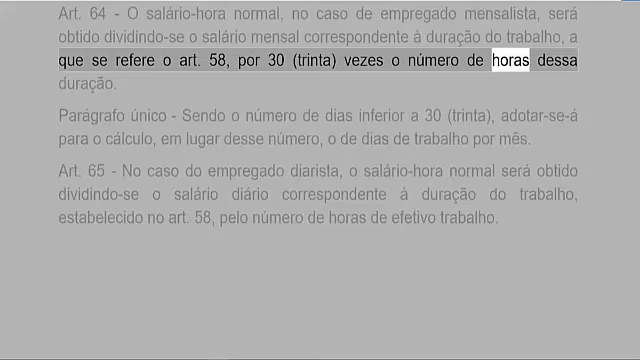 Art. 64 - O salário-hora normal, no caso de empregado mensalista, será
obtido dividindo-se o salário mensal correspondente à duração do trabalho, a
que se refere o art. 58, por 30 (trinta) vezes o número de horas dessa
duração.
Parágrafo único - Sendo o número de dias inferior a 30 (trinta), adotar-se-á
para o cálculo, em lugar desse número, o de dias de trabalho por mês.
Art. 65 - No caso do empregado diarista, o salário-hora normal será obtido
dividindo-se o salário diário correspondente à duração do trabalho,
estabelecido no art. 58, pelo número de horas de efetivo trabalho.